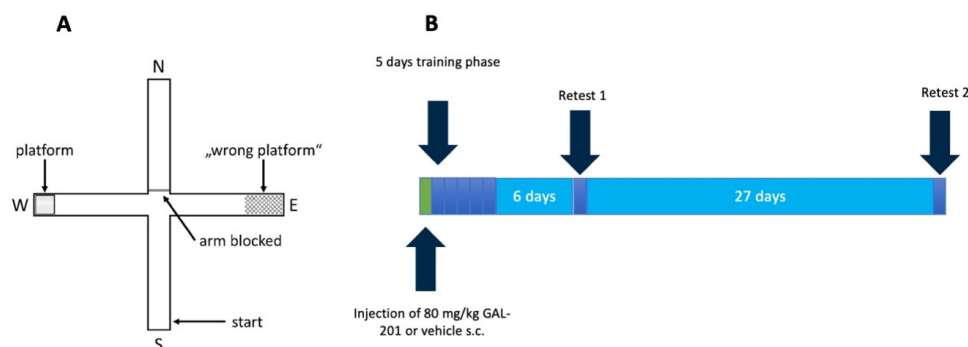 A
N
platform
„wrong platform“
W
E
arm blocked
start
S
B
5 days training phase
Retest 1
Retest 2
6 days
27 days
Injection of 80 mg/kg GAL-
201 or vehicle s.c.